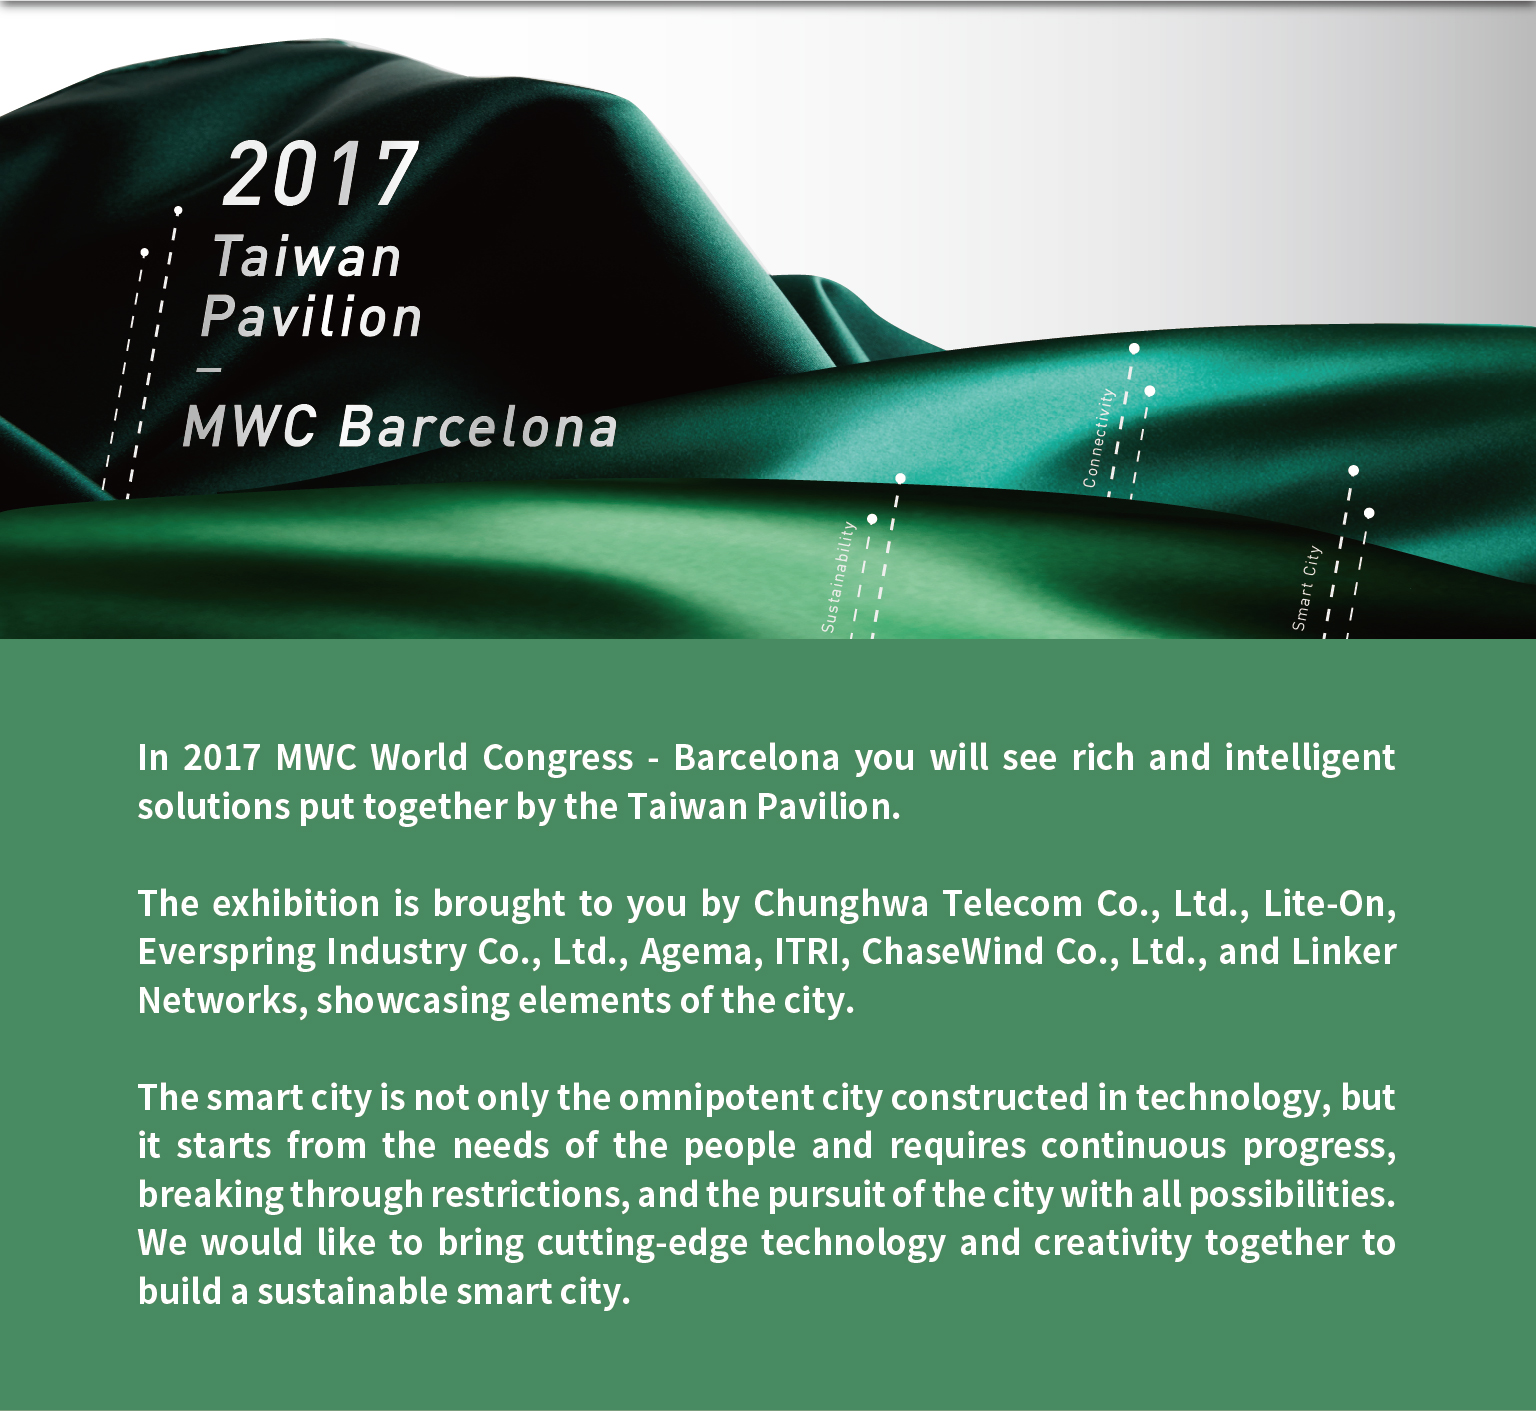 2017
Taiwan
Pavilion
–
MWC Barcelona
Connectivity
Sustainability
Smart City
In 2017 MWC World Congress - Barcelona you will see rich and intelligent
solutions put together by the Taiwan Pavilion.
The exhibition is brought to you by Chunghwa Telecom Co., Ltd., Lite-On,
Everspring Industry Co., Ltd., Agema, ITRI, ChaseWind Co., Ltd., and Linker
Networks, showcasing elements of the city.
The smart city is not only the omnipotent city constructed in technology, but
it starts from the needs of the people and requires continuous progress,
breaking through restrictions, and the pursuit of the city with all possibilities.
We would like to bring cutting-edge technology and creativity together to
build a sustainable smart city.